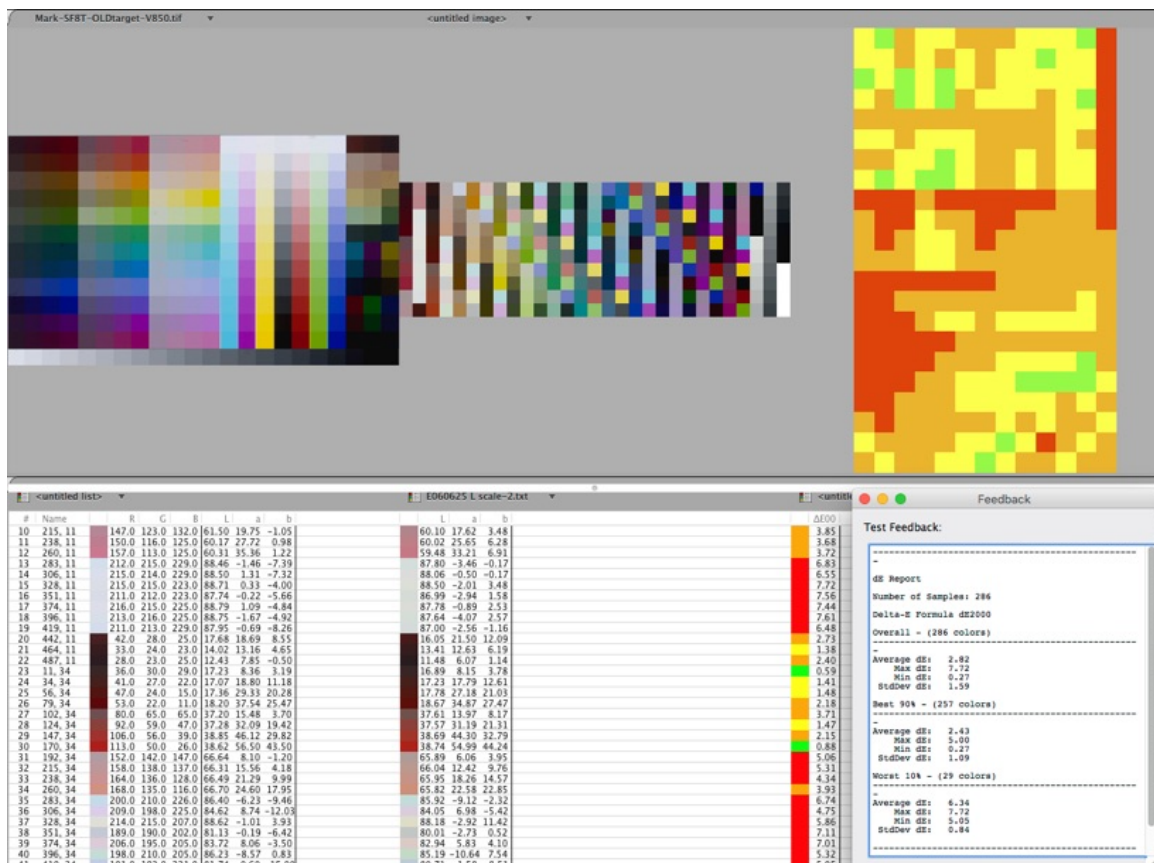 Mark-SF8T-OLDtarget-V850.tif ▼ <untitled image> ▼
<untitled list> ▼ E060625 L scale-2.txt ▼
# Name R G B L a b L a b ΔE00
10 215, 11 147.0 123.0 132.0 61.50 19.75 -1.05 60.10 17.62 3.48 3.85
11 238, 11 150.0 116.0 125.0 60.17 27.72 0.98 60.02 25.65 6.28 3.68
12 260, 11 157.0 113.0 125.0 60.31 35.36 1.22 59.48 33.21 6.91 3.72
13 283, 11 212.0 215.0 229.0 88.46 -1.46 -7.39 87.80 -3.46 -0.17 6.83
14 306, 11 215.0 214.0 229.0 88.50 1.31 -7.32 88.06 -0.50 -0.17 6.55
15 328, 11 215.0 215.0 223.0 88.71 0.33 -4.00 88.50 -2.01 3.48 7.72
16 351, 11 211.0 212.0 223.0 87.74 -0.22 -5.66 86.99 -2.94 1.58 7.56
17 374, 11 216.0 215.0 225.0 88.79 1.09 -4.84 87.78 -0.89 2.53 7.44
18 396, 11 213.0 216.0 225.0 88.75 -1.67 -4.92 87.64 -4.07 2.57 7.61
19 419, 11 211.0 213.0 229.0 87.95 -0.69 -8.26 87.00 -2.56 -1.16 6.48
20 442, 11 42.0 28.0 25.0 17.68 18.69 8.55 16.05 21.50 12.09 2.73
21 464, 11 33.0 24.0 23.0 14.02 13.16 4.65 13.41 12.63 6.19 1.38
22 487, 11 28.0 23.0 25.0 12.43 7.85 -0.50 11.48 6.07 1.14 2.40
23 11, 34 36.0 30.0 29.0 17.23 8.36 3.19 16.89 8.15 3.78 0.59
24 34, 34 41.0 27.0 22.0 17.07 18.80 11.18 17.23 17.79 12.61 1.41
25 56, 34 47.0 24.0 15.0 17.36 29.33 20.28 17.78 27.18 21.03 1.48
26 79, 34 53.0 22.0 11.0 18.20 37.54 25.47 18.67 34.87 27.47 2.18
27 102, 34 80.0 65.0 65.0 37.20 15.48 3.70 37.61 13.97 8.17 3.71
28 124, 34 92.0 59.0 47.0 37.28 32.09 19.42 37.57 31.19 21.31 1.47
29 147, 34 106.0 56.0 39.0 38.85 46.12 29.82 38.69 44.30 32.79 2.15
30 170, 34 113.0 50.0 26.0 38.62 56.50 43.50 38.74 54.99 44.24 0.88
31 192, 34 152.0 142.0 147.0 66.64 8.10 -1.20 65.89 6.06 3.95 5.06
32 215, 34 158.0 138.0 137.0 66.31 15.56 4.18 66.04 12.42 9.76 5.31
33 238, 34 164.0 136.0 128.0 66.49 21.29 9.99 65.95 18.26 14.57 4.34
34 260, 34 168.0 135.0 116.0 66.70 24.60 17.95 65.82 22.58 22.85 3.93
35 283, 34 200.0 210.0 226.0 86.40 -6.23 -9.46 85.92 -9.12 -2.32 6.74
36 306, 34 209.0 198.0 225.0 84.62 8.74 -12.03 84.05 6.98 -5.42 4.75
37 328, 34 214.0 215.0 207.0 88.62 -1.01 3.93 88.18 -2.92 11.42 5.86
38 351, 34 189.0 190.0 202.0 81.13 -0.19 -6.42 80.01 -2.73 0.52 7.11
39 374, 34 206.0 195.0 205.0 83.72 8.06 -3.50 82.94 5.83 4.10 7.01
40 396, 34 198.0 210.0 205.0 86.23 -8.57 0.83 85.19 -10.64 7.54 5.32
Feedback
Test Feedback:
dE Report
Number of Samples: 286
Delta-E Formula dE2000
Overall - (286 colors)
Average dE: 2.82
Max dE: 7.72
Min dE: 0.27
StdDev dE: 1.59
Best 90% - (257 colors)
Average dE: 2.43
Max dE: 5.00
Min dE: 0.27
StdDev dE: 1.09
Worst 10% - (29 colors)
Average dE: 6.34
Max dE: 7.72
Min dE: 5.05
StdDev dE: 0.84